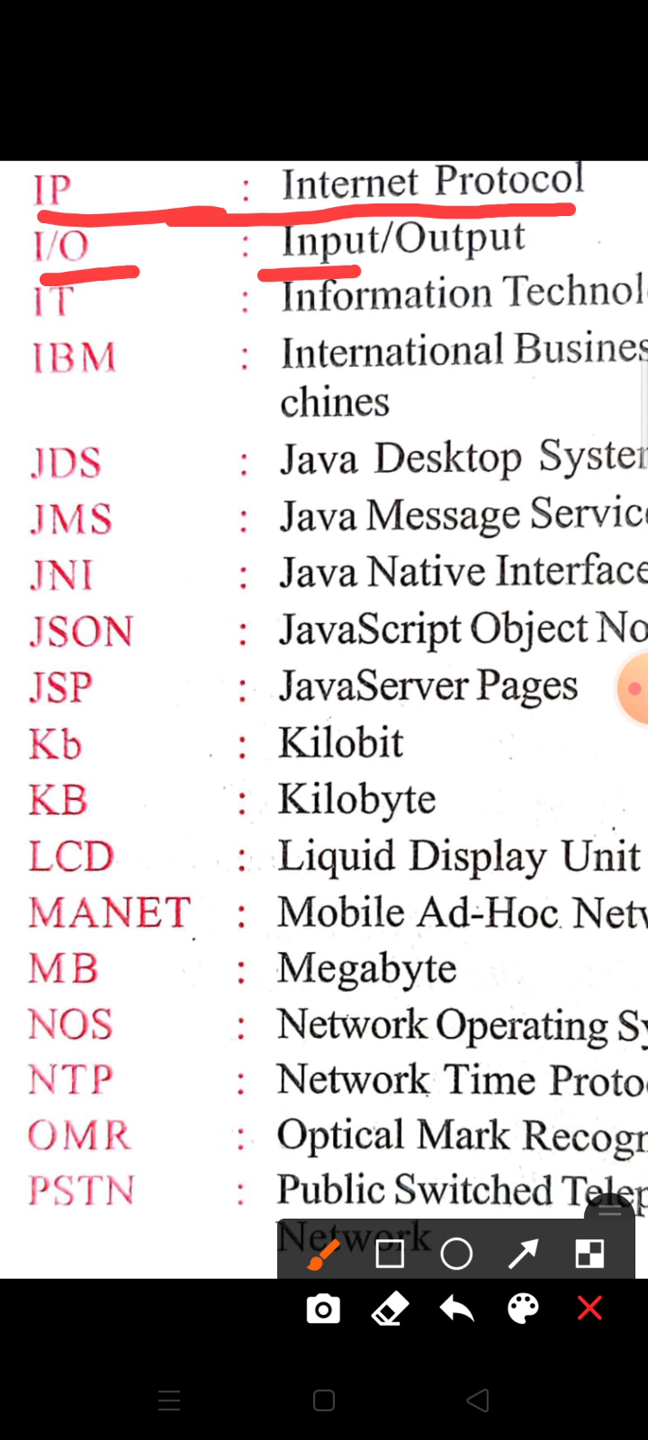 IP : Internet Protocol
I/O : Input/Output
IT : Information Technol
IBM : International Busines
chines
JDS : Java Desktop System
JMS : Java Message Service
JNI : Java Native Interface
JSON : JavaScript Object No
JSP : JavaServer Pages
Kb : Kilobit
KB : Kilobyte
LCD : Liquid Display Unit
MANET : Mobile Ad-Hoc Netw
MB : Megabyte
NOS : Network Operating Sy
NTP : Network Time Protoc
OMR : Optical Mark Recogn
PSTN : Public Switched Telep
Network